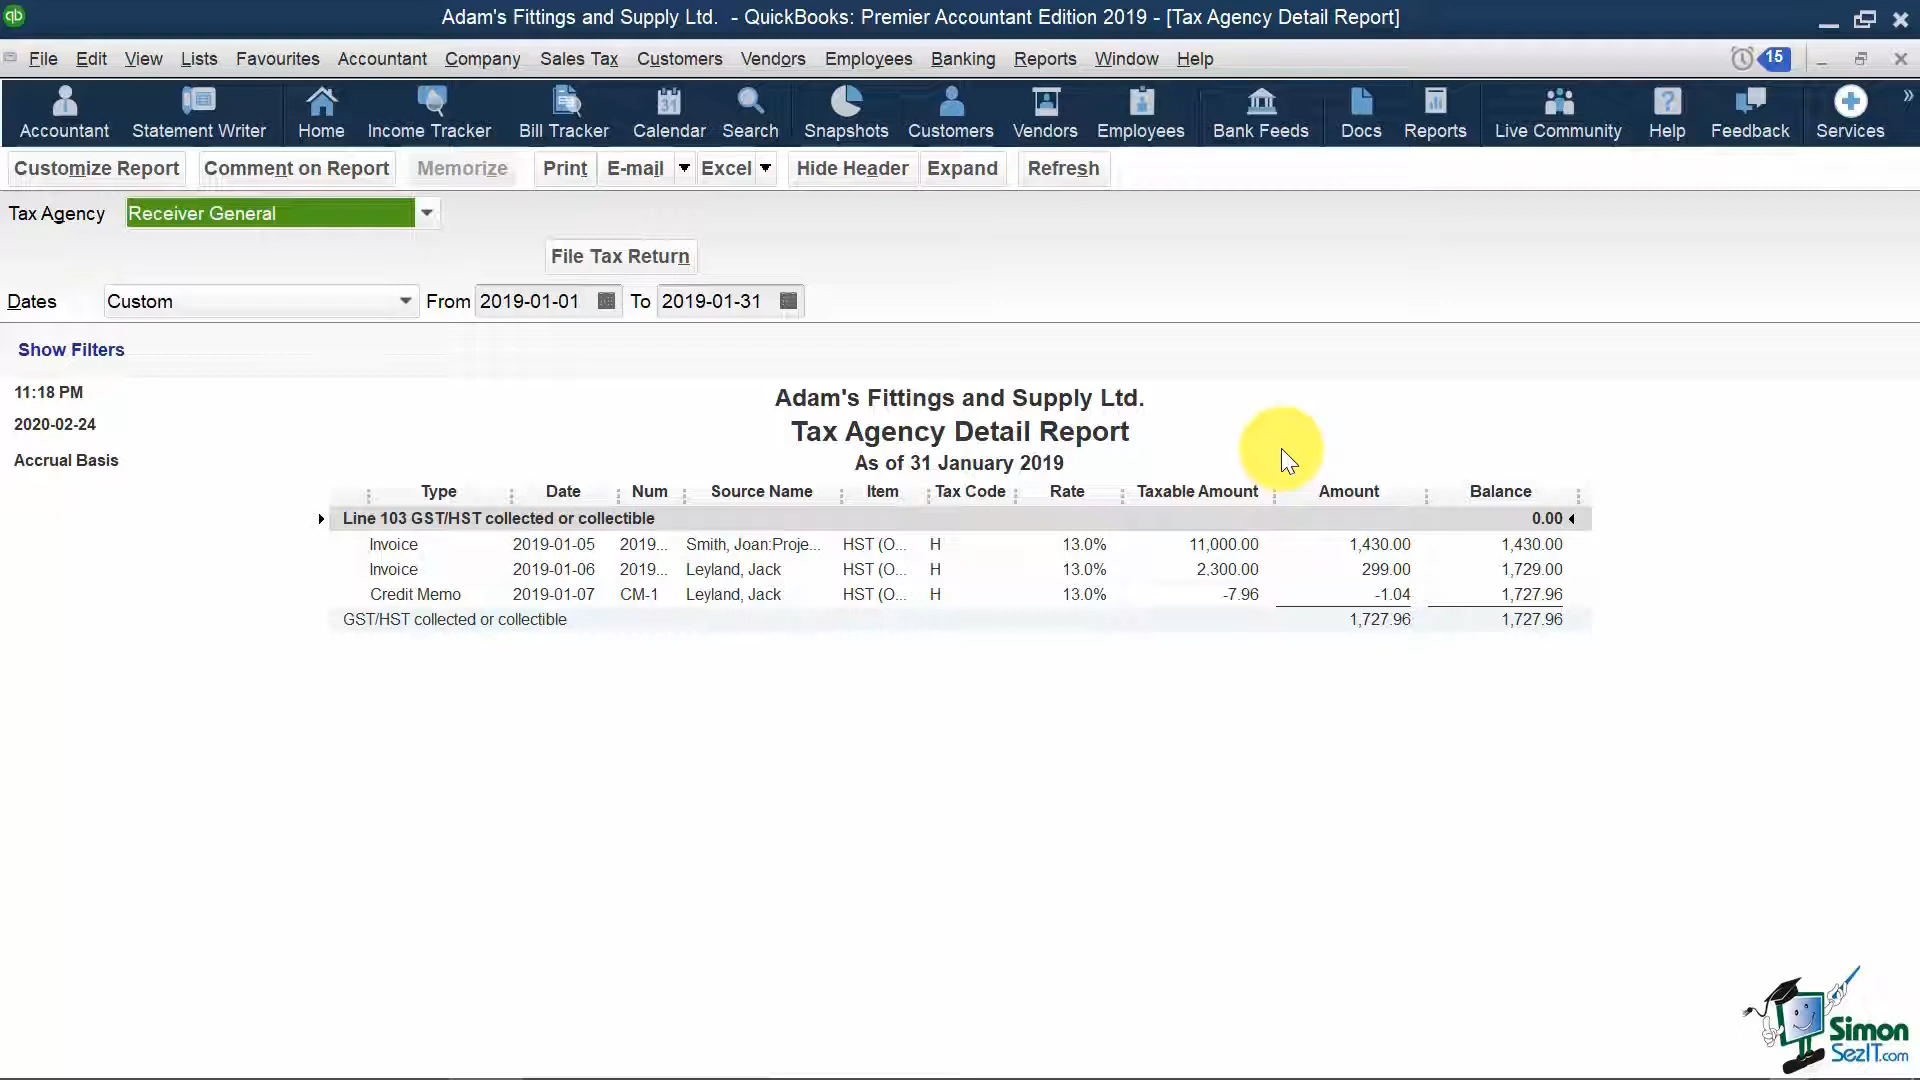 qb Adam's Fittings and Supply Ltd. - QuickBooks: Premier Accountant Edition 2019 - [Tax Agency Detail Report]
File Edit View Lists Favourites Accountant Company Sales Tax Customers Vendors Employees Banking Reports Window Help 15
31 ?
Accountant Statement Writer Home Income Tracker Bill Tracker Calendar Search Snapshots Customers Vendors Employees Bank Feeds Docs Reports Live Community Help Feedback Services »
Customize Report Comment on Report Memorize Print E-mail Excel Hide Header Expand Refresh
Tax Agency Receiver General
File Tax Return
Dates Custom From 2019-01-01 To 2019-01-31
Show Filters
11:18 PM
2020-02-24
Accrual Basis
Adam's Fittings and Supply Ltd.
Tax Agency Detail Report
As of 31 January 2019
Type Date Num Source Name Item Tax Code Rate Taxable Amount Amount Balance
Line 103 GST/HST collected or collectible 0.00
Invoice 2019-01-05 2019... Smith, Joan:Proje... HST (O... H 13.0% 11,000.00 1,430.00 1,430.00
Invoice 2019-01-06 2019... Leyland, Jack HST (O... H 13.0% 2,300.00 299.00 1,729.00
Credit Memo 2019-01-07 CM-1 Leyland, Jack HST (O... H 13.0% -7.96 -1.04 1,727.96
GST/HST collected or collectible 1,727.96 1,727.96
Simon
SezIT.com